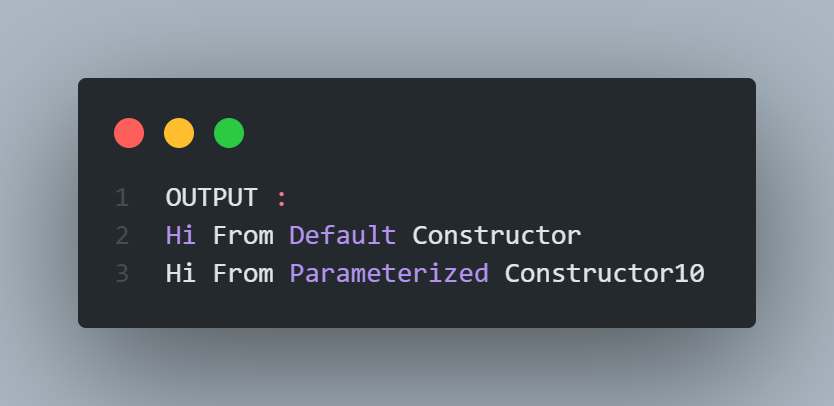 1 OUTPUT :
2 Hi From Default Constructor
3 Hi From Parameterized Constructor10